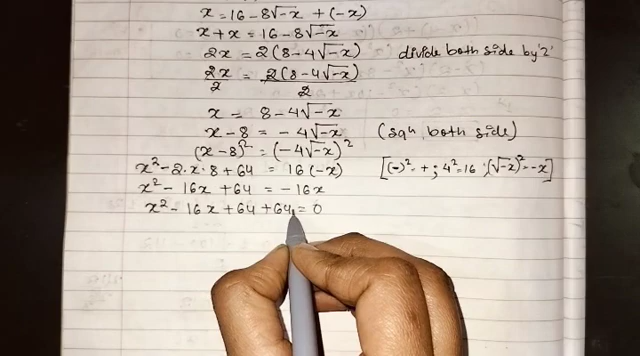 x = 16 - 8√-x + (-x)
x + x = 16 - 8√-x
2x = 2(8 - 4√-x) divide both side by '2'
2x/2 = 2(8 - 4√-x)/2
x = 8 - 4√-x
x - 8 = - 4√-x (sqn both side)
(x - 8)² = (-4√-x)²
x² - 2·x·8 + 64 = 16(-x) [(-)² = + ; 4² = 16 ; (√-x)² = -x]
x² - 16x + 64 = -16x
x² - 16x + 64 + 64 = 0